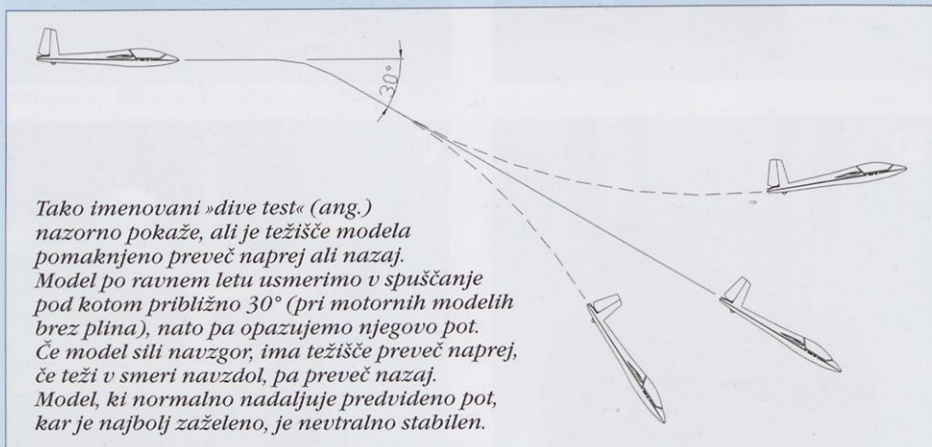 30°
Tako imenovani »dive test« (ang.)
nazorno pokaže, ali je težišče modela
pomaknjeno preveč naprej ali nazaj.
Model po ravnem letu usmerimo v spuščanje
pod kotom približno 30° (pri motornih modelih
brez plina), nato pa opazujemo njegovo pot.
Če model sili navzgor, ima težišče preveč naprej,
če teži v smeri navzdol, pa preveč nazaj.
Model, ki normalno nadaljuje predvideno pot,
kar je najbolj zaželeno, je nevtralno stabilen.